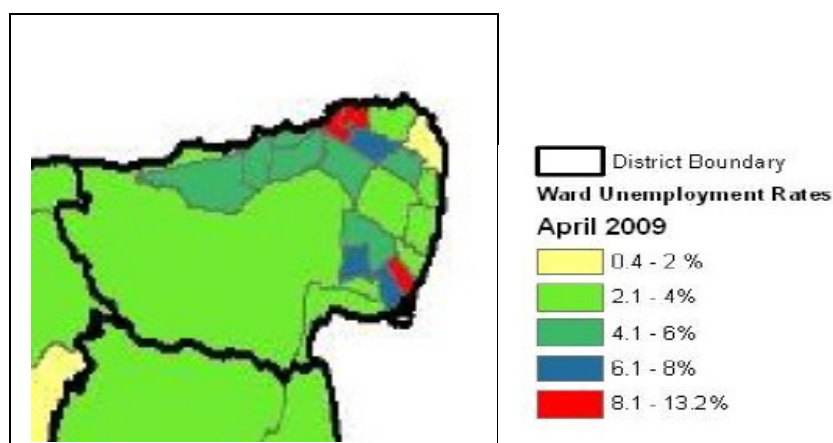 District Boundary
Ward Unemployment Rates
April 2009
0.4 - 2 %
2.1 - 4%
4.1 - 6%
6.1 - 8%
8.1 - 13.2%